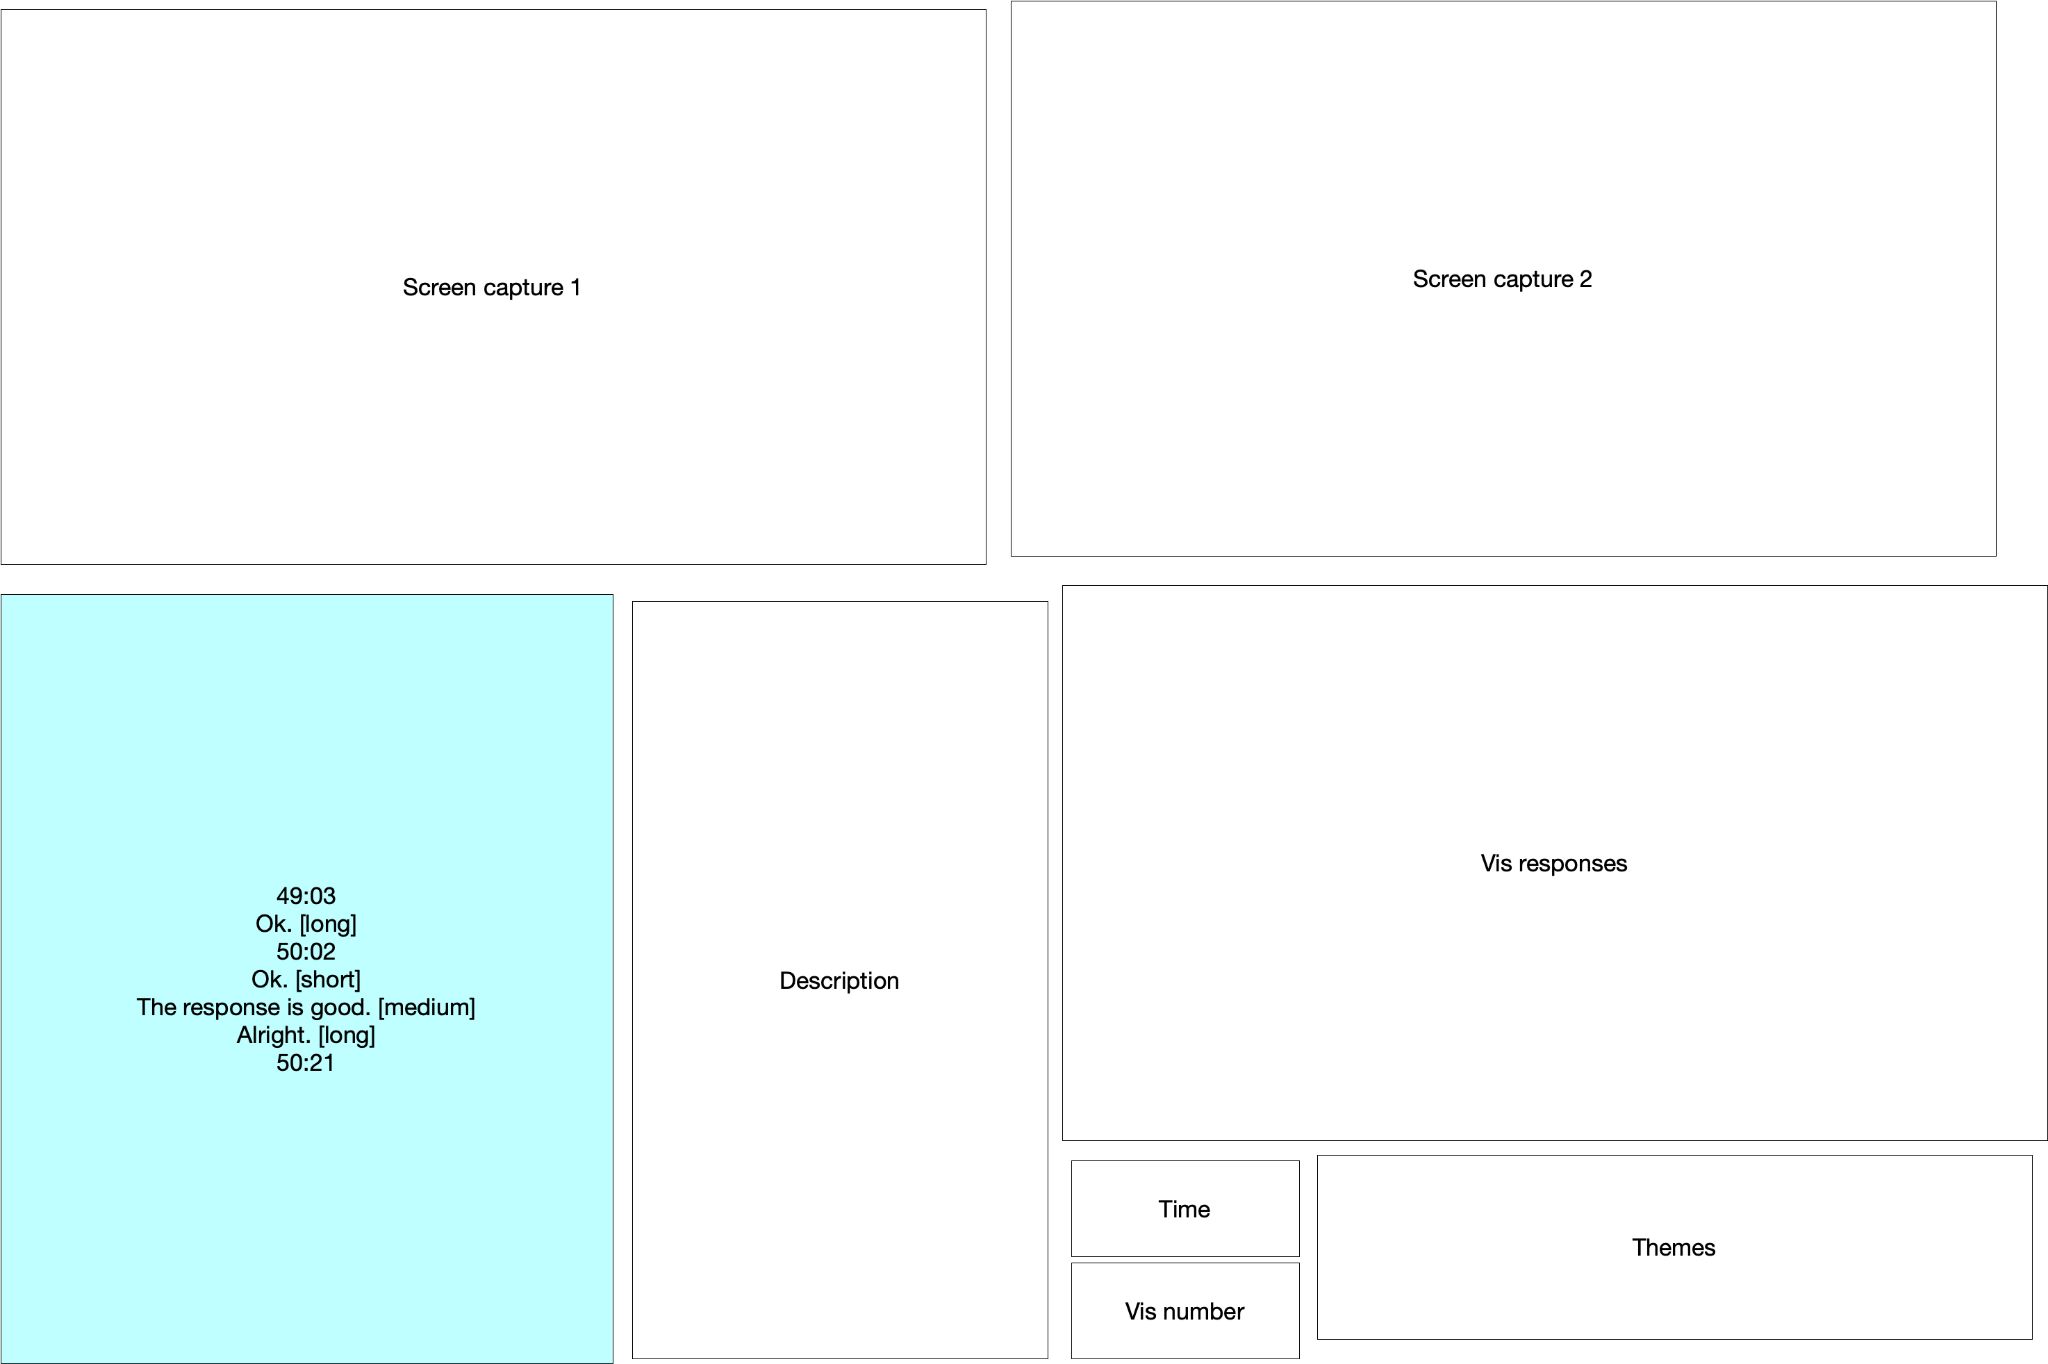 Screen capture 1
Screen capture 2
49:03
Ok. [long]
50:02
Ok. [short]
The response is good. [medium]
Alright. [long]
50:21
Description
Vis responses
Time
Vis number
Themes